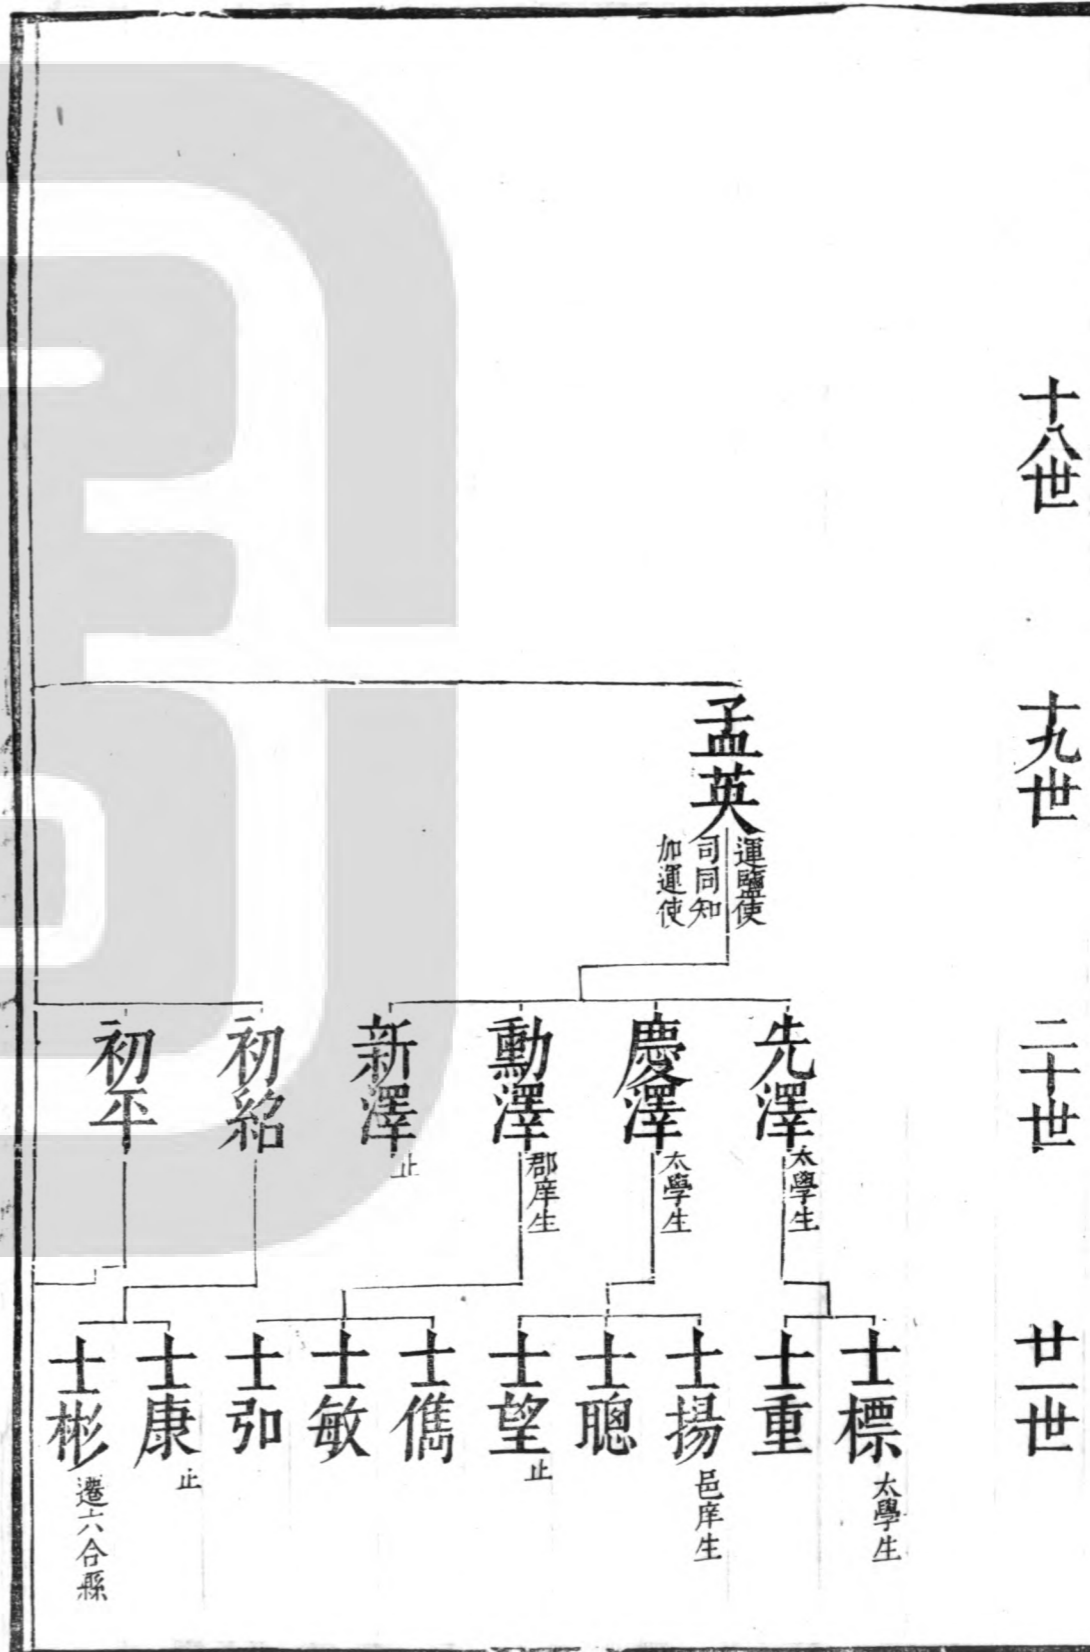 十八世
十九世
二十世
廿一世
孟英
運鹽使
司同知
加運使
先澤
太學生
慶澤
太學生
勳澤
郡庠生
新澤
止
初紹
初平
士標
太學生
士重
士揚
邑庠生
士聰
士望
止
士儁
士敏
士弘
士康
止
士彬
遷六合縣